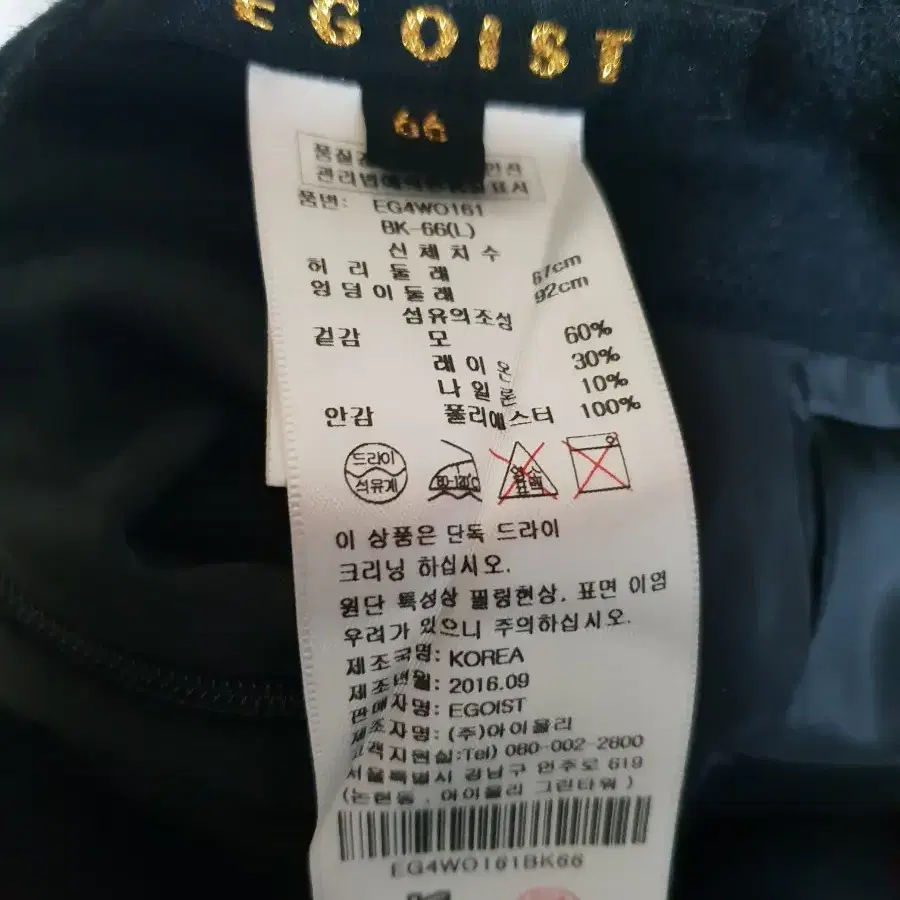 EGOIST
66
품질
관리법에 표시
품번: EG4WO161
BK-66(L)
신체치수
허리둘레 67cm
엉덩이둘레 92cm
섬유의조성
겉감 모 60%
레이온 30%
나일론 10%
안감 폴리에스터 100%
드라이
석유계
이 상품은 단독 드라이
크리닝 하십시오.
원단 특성상 필링현상, 표면 이염
우려가 있으니 주의하십시오.
제조국명: KOREA
제조년월: 2016.09
판매자명: EGOIST
제조자명: (주)아이올리
고객지원실:Tel) 080-002-2800
서울특별시 강남구 언주로 619
(논현동, 아이올리 그린타워)
EG4WO161BK66